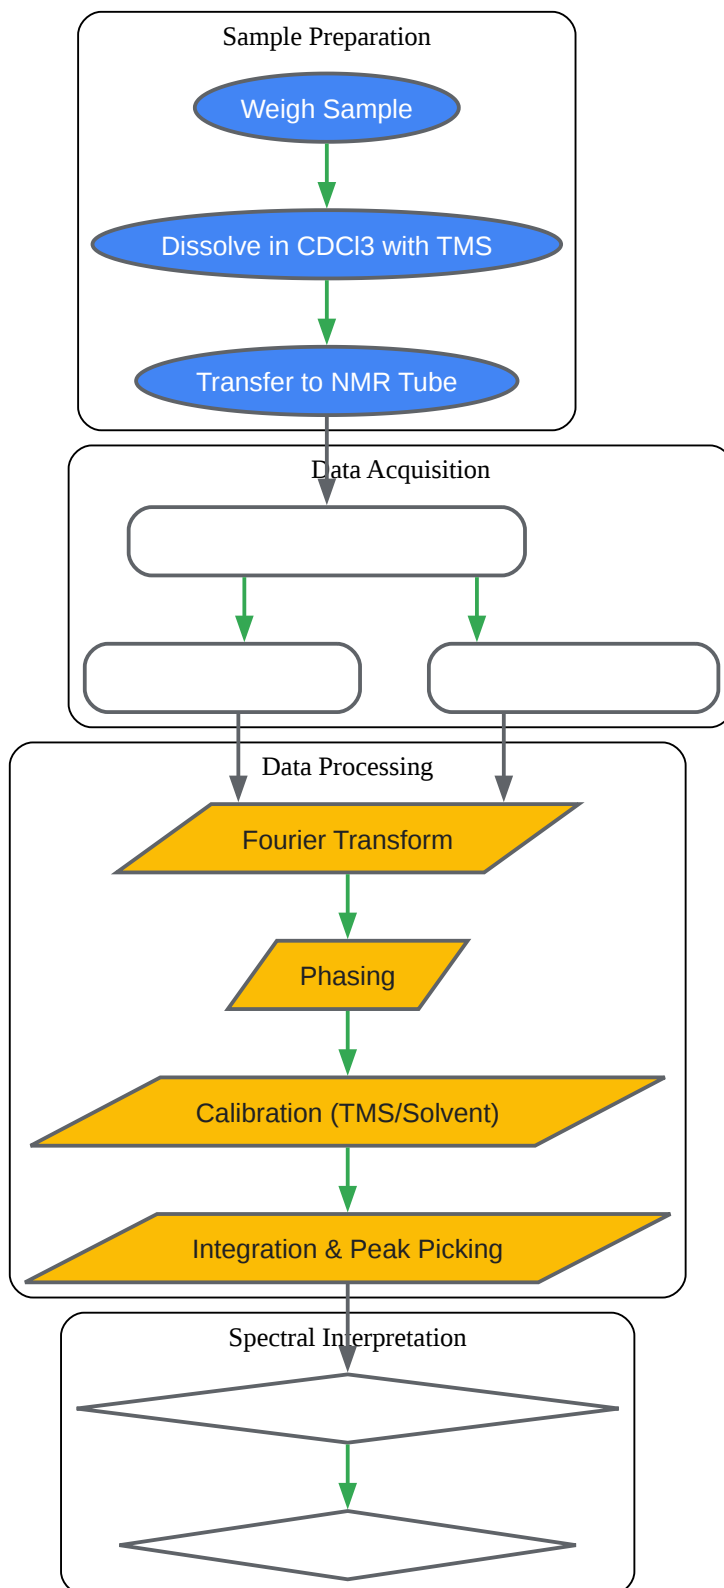 Sample Preparation
Weigh Sample
Dissolve in CDCl3 with TMS
Transfer to NMR Tube
Data Acquisition
Data Processing
Fourier Transform
Phasing
Calibration (TMS/Solvent)
Integration & Peak Picking
Spectral Interpretation